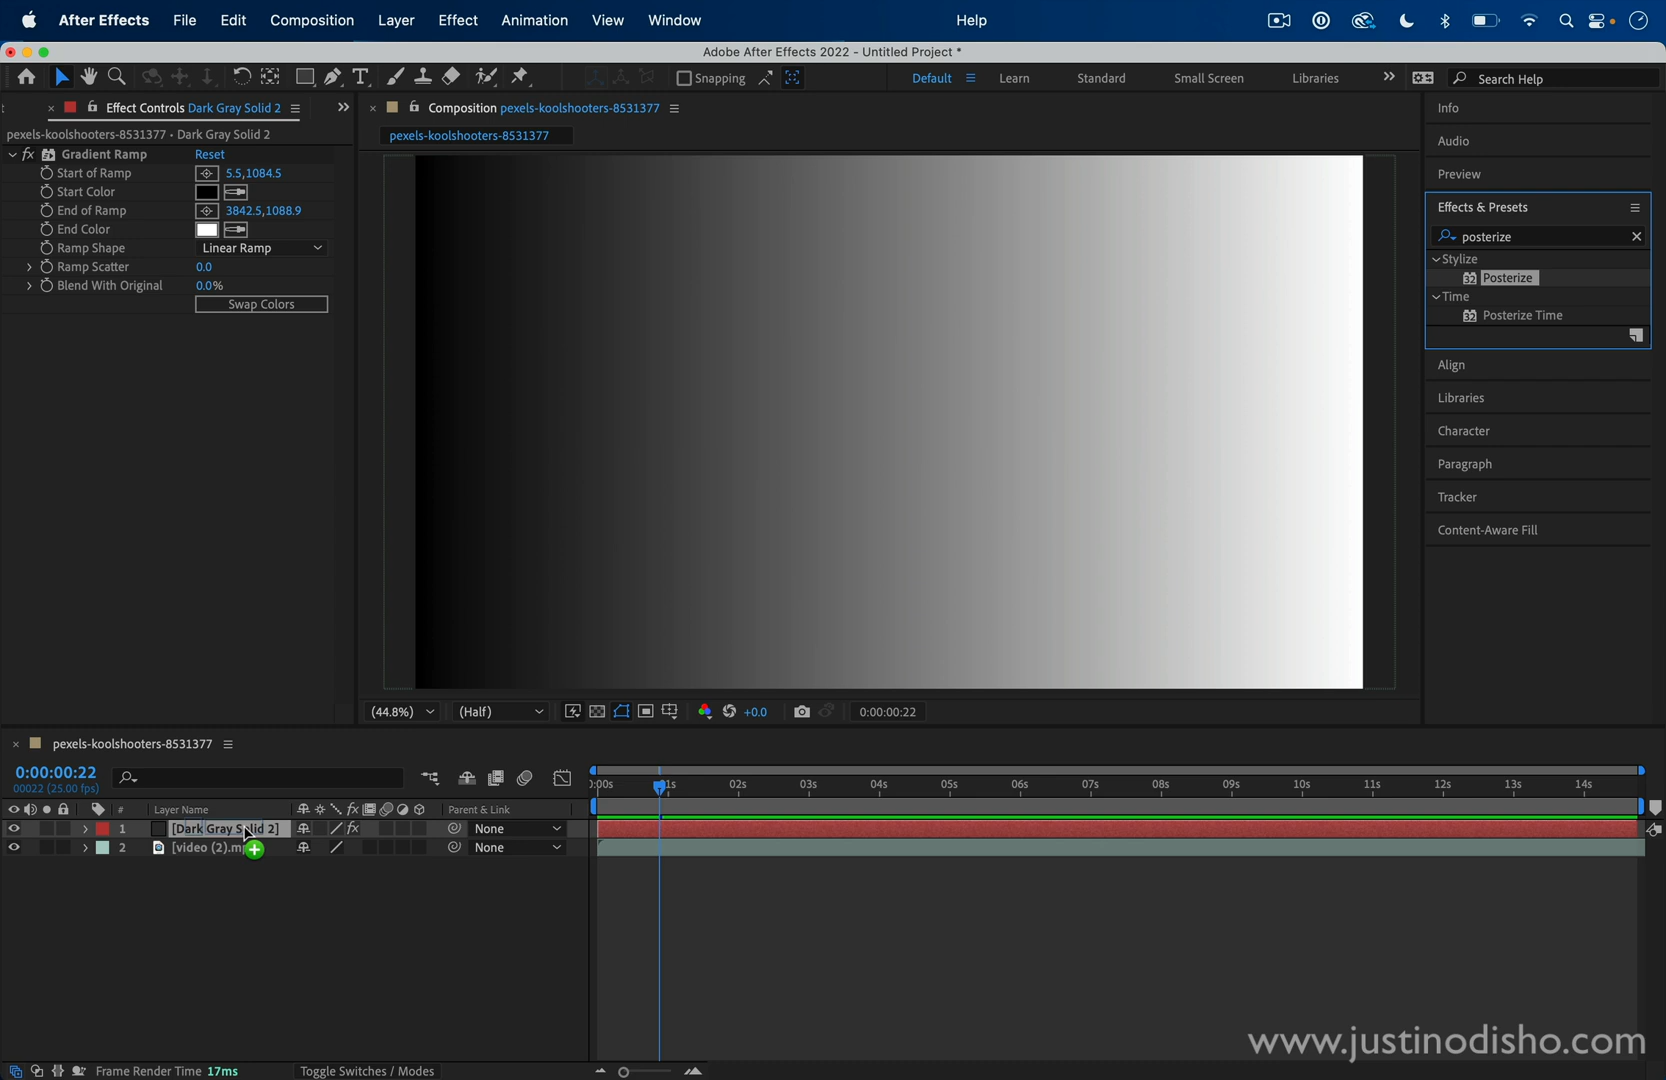 After Effects File Edit Composition Layer Effect Animation View Window Help
Adobe After Effects 2022 - Untitled Project *
Snapping Default Learn Standard Small Screen Libraries Search Help
Effect Controls Dark Gray Solid 2
Composition pexels-koolshooters-8531377
pexels-koolshooters-8531377 • Dark Gray Solid 2
pexels-koolshooters-8531377
fx Gradient Ramp Reset
Start of Ramp 5.5,1084.5
Start Color
End of Ramp 3842.5,1088.9
End Color
Ramp Shape Linear Ramp
Ramp Scatter 0.0
Blend With Original 0.0%
Swap Colors
Info
Audio
Preview
Effects & Presets
posterize
Stylize
32 Posterize
Time
32 Posterize Time
Align
Libraries
Character
Paragraph
Tracker
Content-Aware Fill
(44.8%) (Half) +0.0 0:00:00:22
pexels-koolshooters-8531377
0:00:00:22
00022 (25.00 fps)
:00s 1s 02s 03s 04s 05s 06s 07s 08s 09s 10s 11s 12s 13s 14s
# Layer Name fx Parent & Link
1 [Dark Gray Solid 2] fx None
2 [video (2).m None
Frame Render Time 17ms Toggle Switches / Modes
www.justinodisho.com